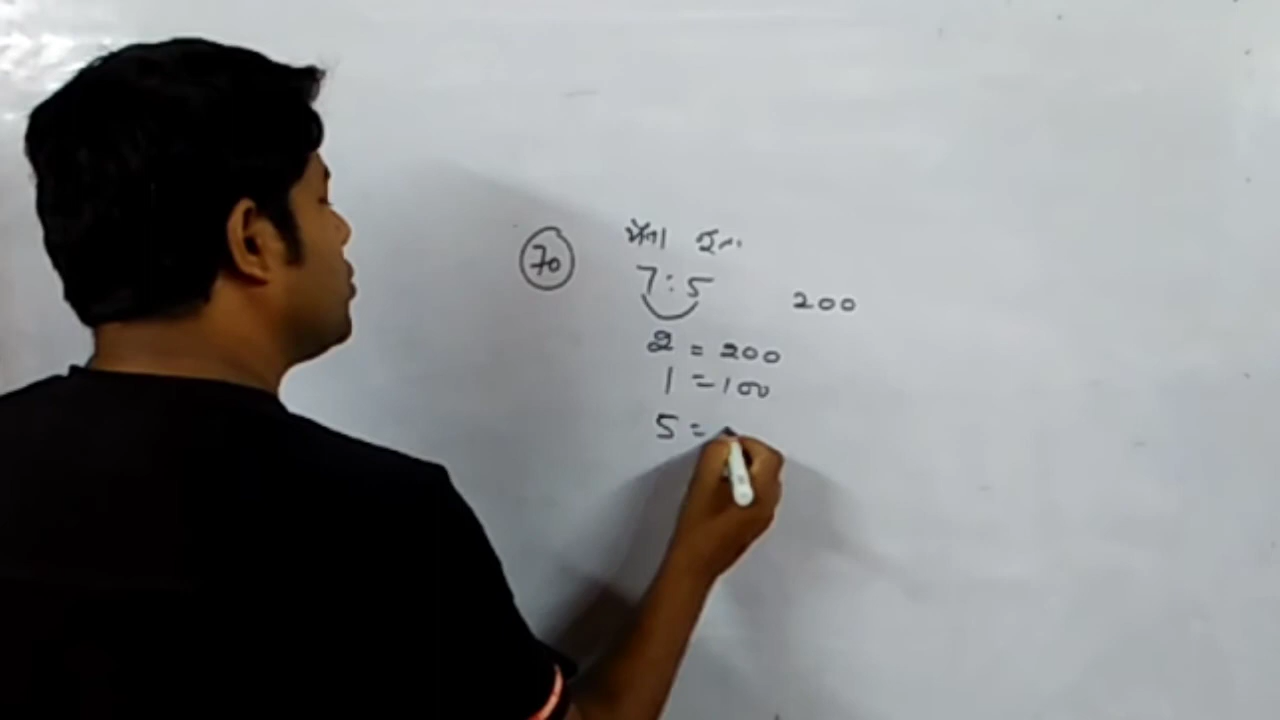 70
7:5
200
2 = 200
1 = 100
5 =